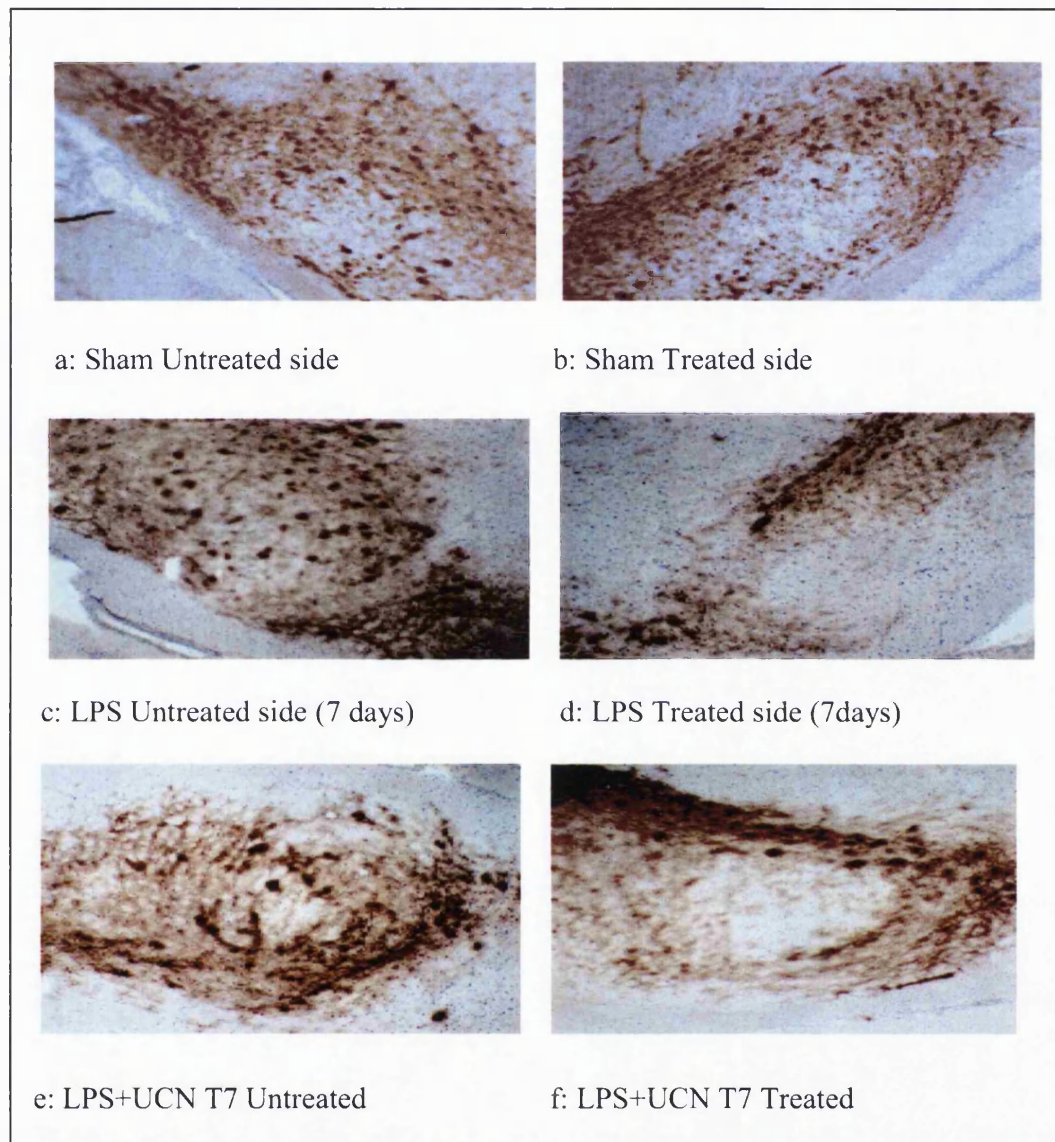 a: Sham Untreated side
b: Sham Treated side
c: LPS Untreated side (7 days)
d: LPS Treated side (7days)
e: LPS+UCN T7 Untreated
f: LPS+UCN T7 Treated